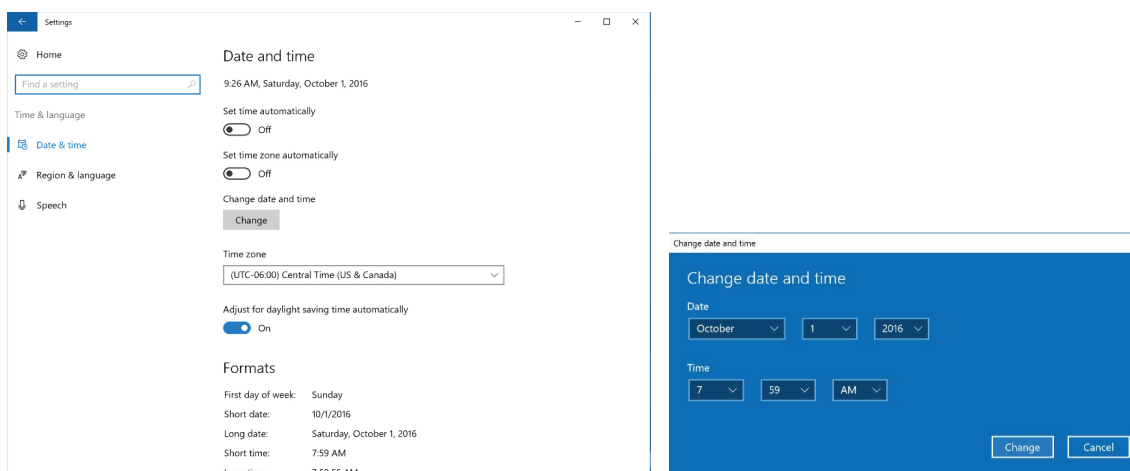 Settings
Home
Find a setting
Time & language
Date & time
Region & language
Speech
Date and time
9:26 AM, Saturday, October 1, 2016
Set time automatically
Off
Set time zone automatically
Off
Change date and time
Change
Time zone
(UTC-06:00) Central Time (US & Canada)
Adjust for daylight saving time automatically
On
Formats
First day of week: Sunday
Short date: 10/1/2016
Long date: Saturday, October 1, 2016
Short time: 7:59 AM
Change date and time
Change date and time
Date
October 1 2016
Time
7 59 AM
Change Cancel